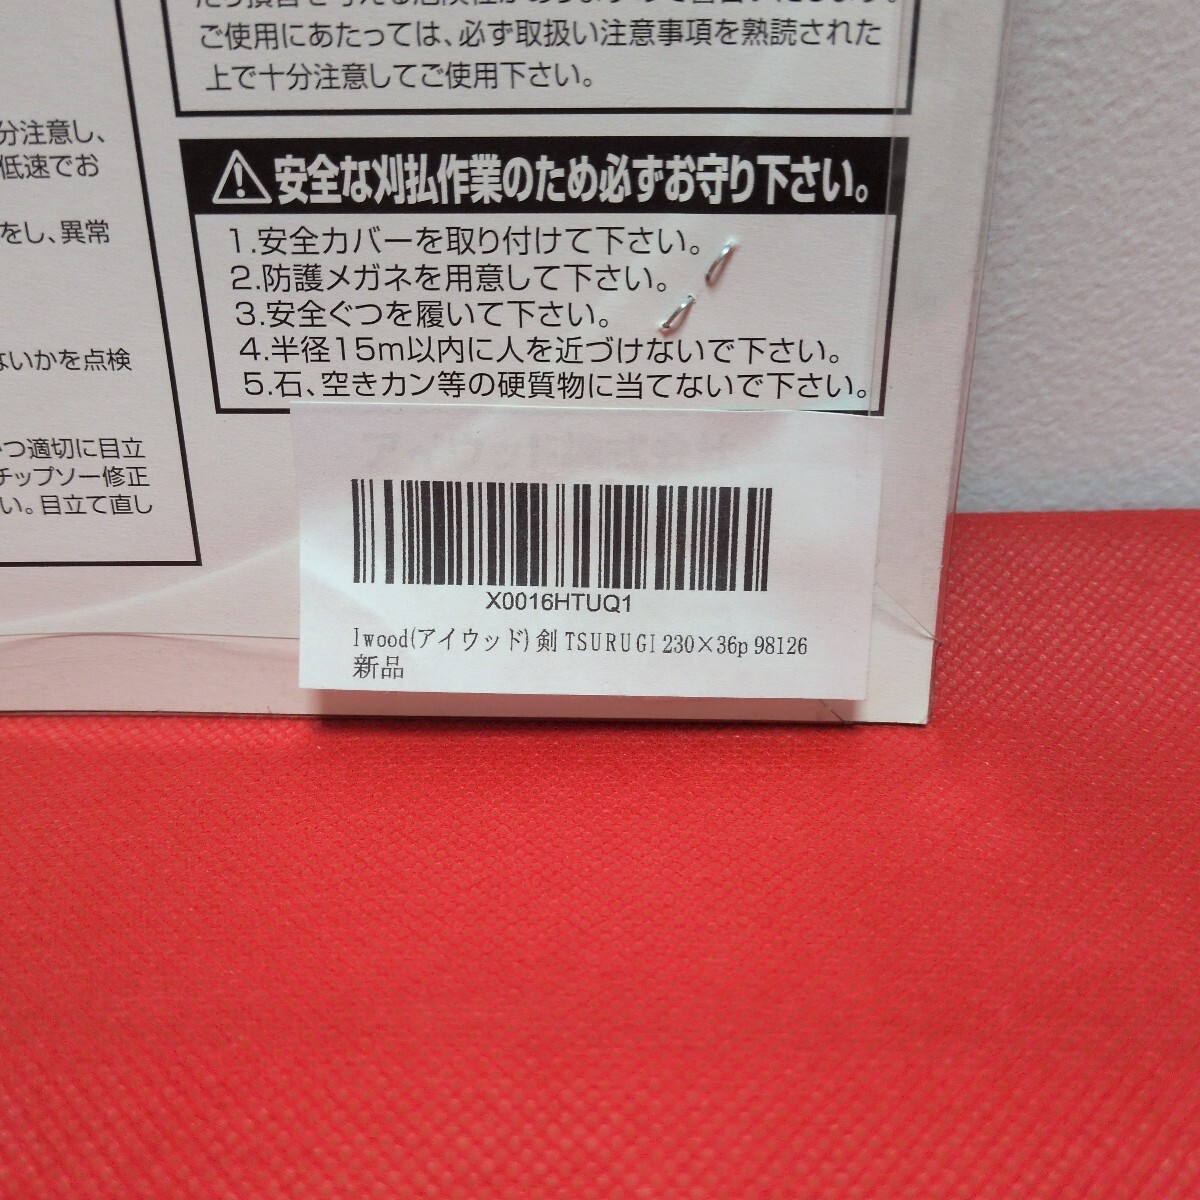 ご使用にあたっては、必ず取扱い注意事項を熟読された
上で十分注意してご使用下さい。
分注意し、
低速でお
をし、異常
ないかを点検
つ適切に目立
チップソー修正
い。目立て直し
安全な刈払作業のため必ずお守り下さい。
1.安全カバーを取り付けて下さい。
2.防護メガネを用意して下さい。
3.安全ぐつを履いて下さい。
4.半径15m以内に人を近づけないで下さい。
5.石、空きカン等の硬質物に当てないで下さい。
X0016HTUQ1
Iwood(アイウッド) 剣 TSURUGI 230×36p 98126
新品